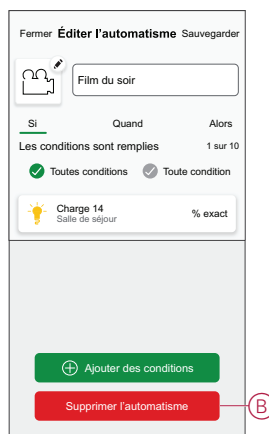 Fermer Éditer l'automatisme Sauvegarder
Film du soir
Si Quand Alors
Les conditions sont remplies 1 sur 10
Toutes conditions Toute condition
Charge 14 % exact
Salle de séjour
Ajouter des conditions
Supprimer l'automatisme B